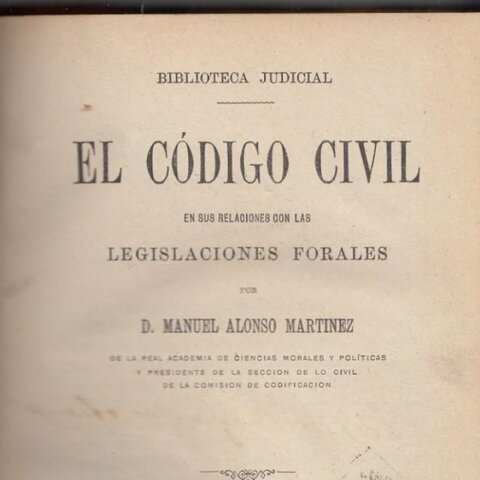 BIBLIOTECA JUDICIAL
EL CÓDIGO CIVIL
EN SUS RELACIONES CON LAS
LEGISLACIONES FORALES
POR
D. MANUEL ALONSO MARTINEZ
DE LA REAL ACADEMIA DE CIENCIAS MORALES Y POLÍTICAS
Y PRESIDENTE DE LA SECCION DE LO CIVIL
DE LA COMISION DE CODIFICACION